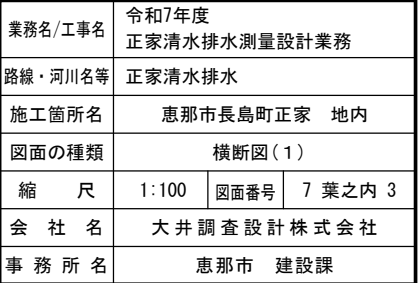 業務名/工事名
令和7年度
正家清水排水測量設計業務
路線・河川名等 正家清水排水
施工箇所名 恵那市長島町正家 地内
図面の種類 横断図(1)
縮 尺 1:100 図面番号 7 葉之内 3
会 社 名 大井調査設計株式会社
事 務 所 名 恵那市 建設課